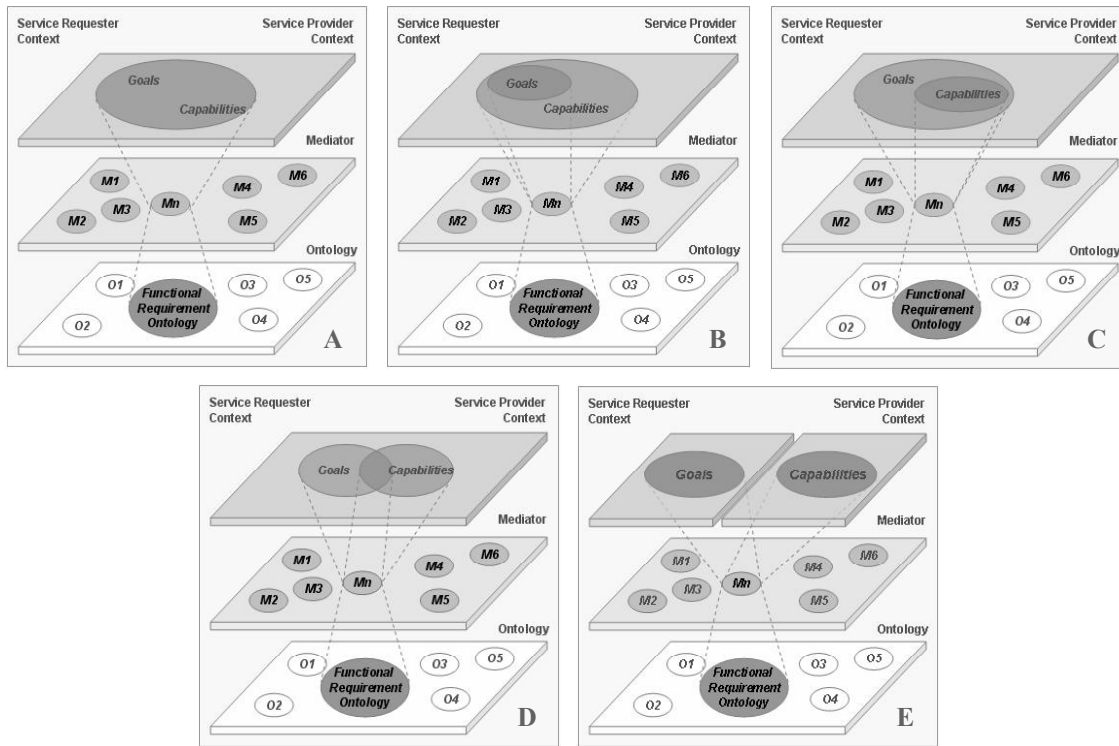 Service Requester
Context
Service Provider
Context
Goals
Capabilities
Mediator
M1
M2
M3
Mn
M4
M5
M6
Ontology
O1
O2
Functional
Requirement
Ontology
O3
O4
O5
A
Service Requester
Context
Service Provider
Context
Goals
Capabilities
Mediator
M1
M2
M3
Mn
M4
M5
M6
Ontology
O1
O2
Functional
Requirement
Ontology
O3
O4
O5
B
Service Requester
Context
Service Provider
Context
Goals
Capabilities
Mediator
M1
M2
M3
Mn
M4
M5
M6
Ontology
O1
O2
Functional
Requirement
Ontology
O3
O4
O5
C
Service Requester
Context
Service Provider
Context
Goals
Capabilities
Mediator
M1
M2
M3
Mn
M4
M5
M6
Ontology
O1
O2
Functional
Requirement
Ontology
O3
O4
O5
D
Service Requester
Context
Service Provider
Context
Goals
Capabilities
Mediator
M1
M2
M3
Mn
M4
M5
M6
Ontology
O1
O2
Functional
Requirement
Ontology
O3
O4
O5
E